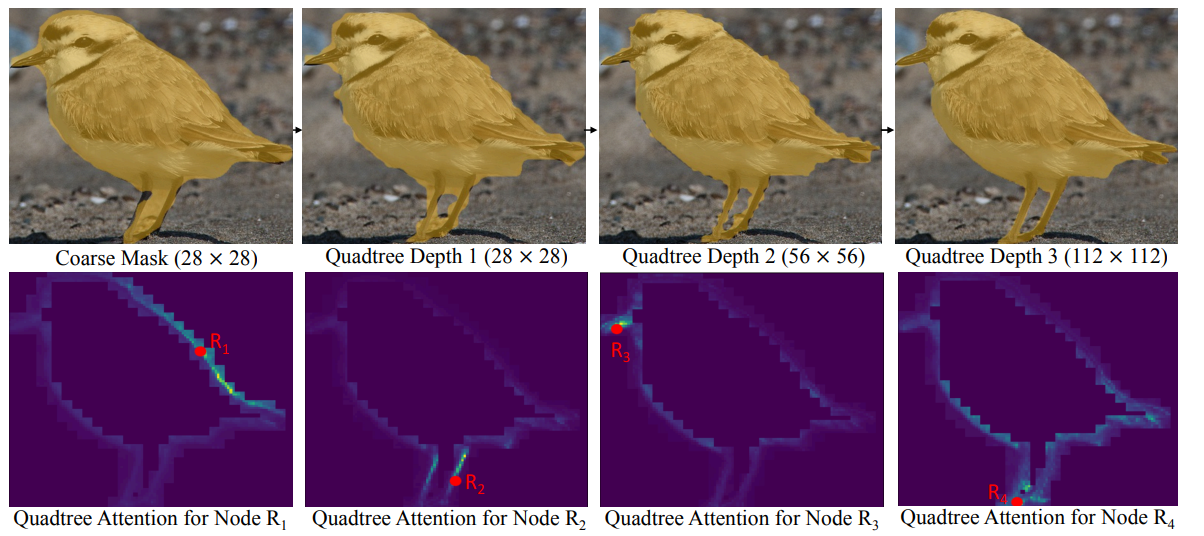 Coarse Mask (28 × 28)
Quadtree Depth 1 (28 × 28)
Quadtree Depth 2 (56 × 56)
Quadtree Depth 3 (112 × 112)
R₁
R₂
R₃
R₄
Quadtree Attention for Node R₁
Quadtree Attention for Node R₂
Quadtree Attention for Node R₃
Quadtree Attention for Node R₄